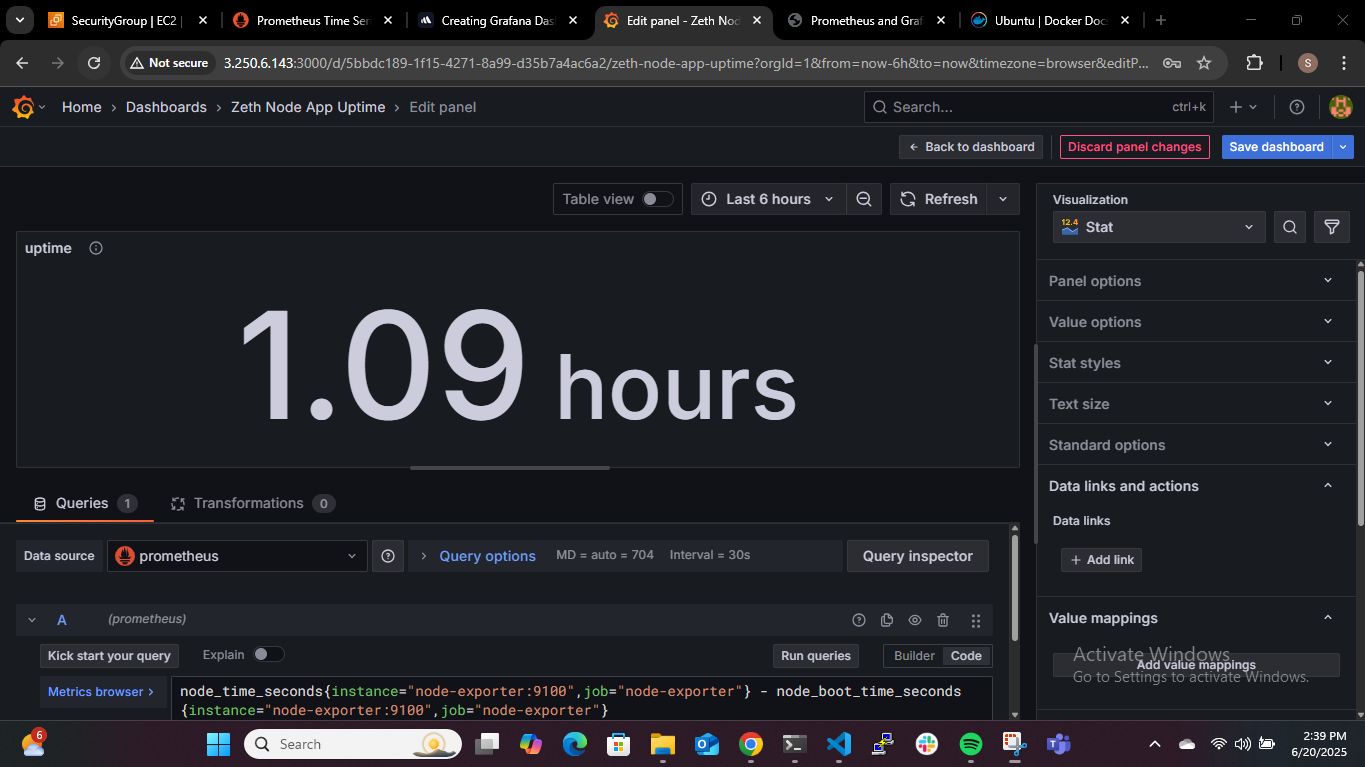 SecurityGroup | EC2 |
Prometheus Time Ser
Creating Grafana Das
Edit panel - Zeth Nod
Prometheus and Graf
Ubuntu | Docker Doc
Not secure
3.250.6.143:3000/d/5bbdc189-1f15-4271-8a99-d35b7a4ac6a2/zeth-node-app-uptime?orgId=1&from=now-6h&to=now&timezone=browser&editP...
S
Home › Dashboards › Zeth Node App Uptime › Edit panel
Search...
ctrl+k
← Back to dashboard
Discard panel changes
Save dashboard
Table view
Last 6 hours
Refresh
Visualization
12.4
Stat
uptime
1.09 hours
Panel options
Value options
Stat styles
Text size
Standard options
Data links and actions
Data links
+ Add link
Value mappings
Add value mappings
Queries 1
Transformations 0
Data source
prometheus
Query options
MD = auto = 704
Interval = 30s
Query inspector
A
(prometheus)
Kick start your query
Explain
Run queries
Builder
Code
Metrics browser >
node_time_seconds{instance="node-exporter:9100",job="node-exporter"} - node_boot_time_seconds
{instance="node-exporter:9100",job="node-exporter"}
Activate Windows
Go to Settings to activate Windows.
6
Search
2:39 PM
6/20/2025